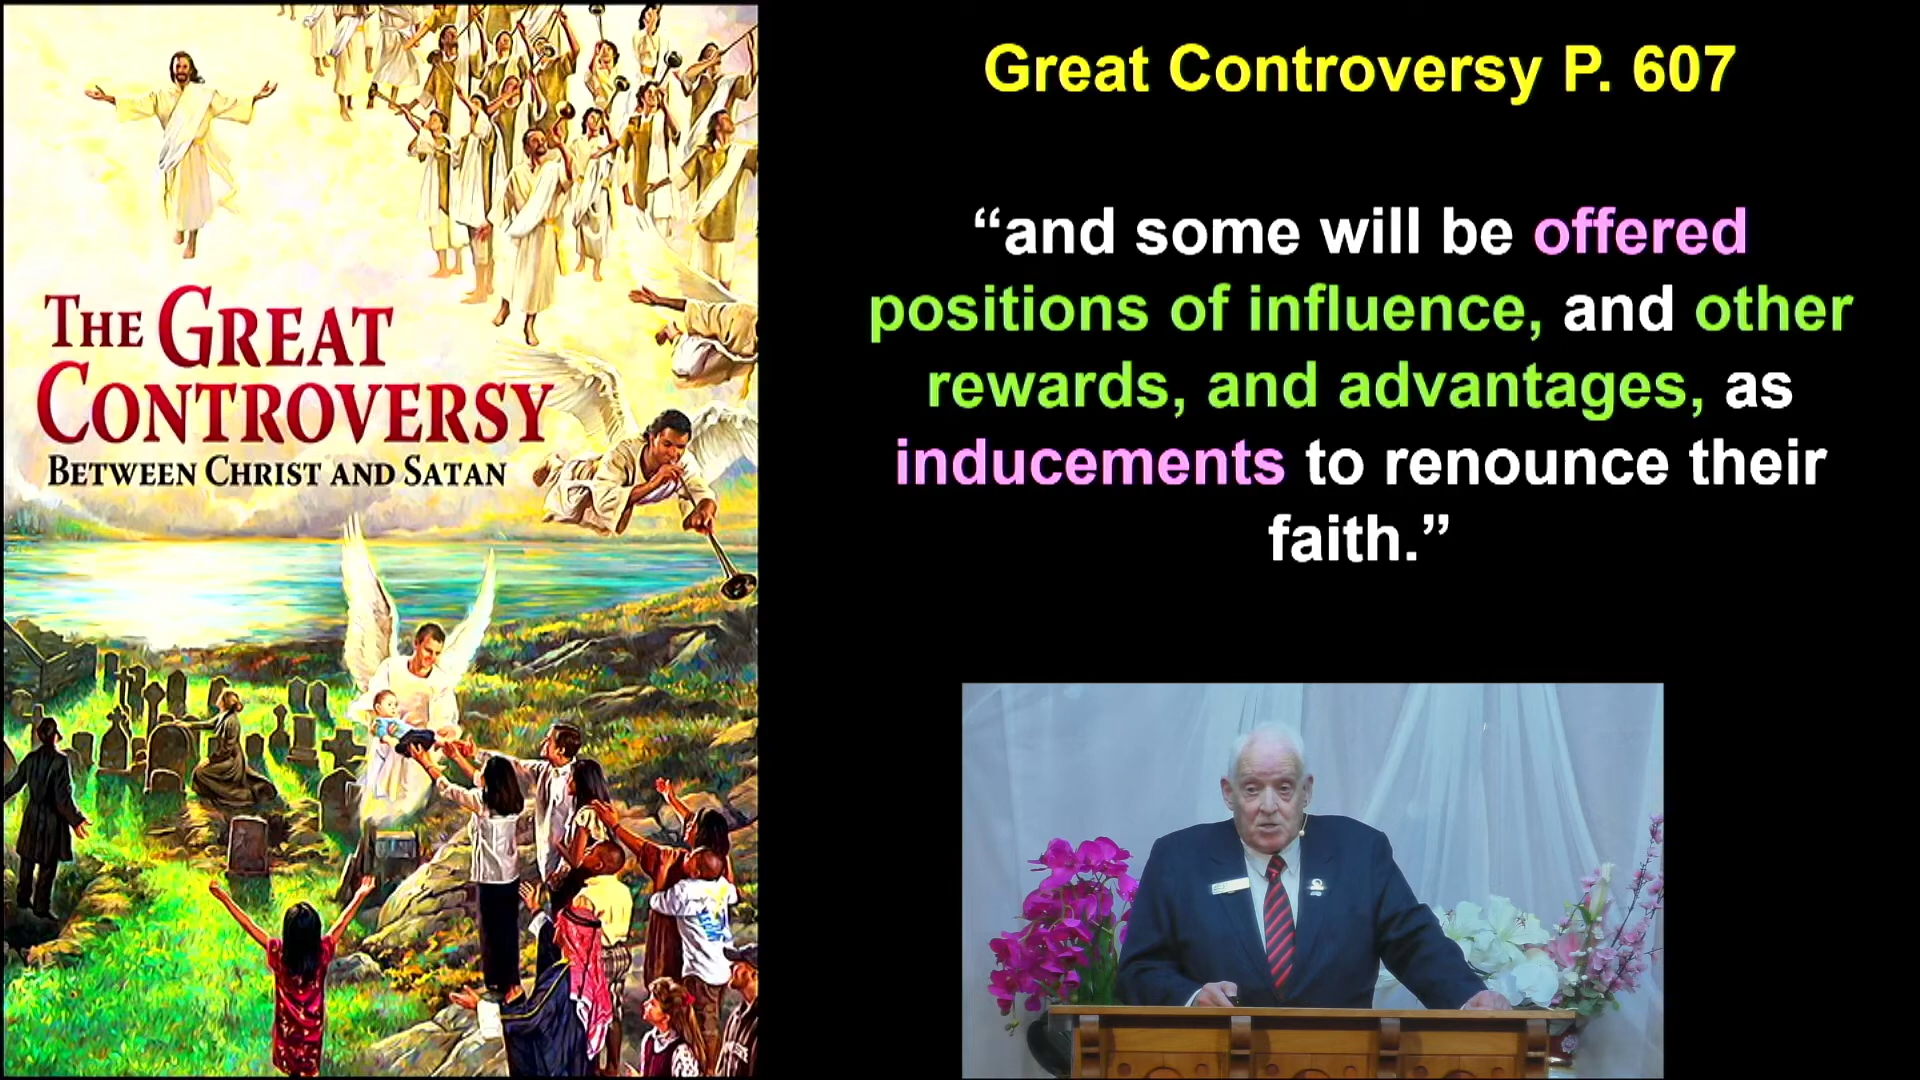 THE GREAT
CONTROVERSY
BETWEEN CHRIST AND SATAN
Great Controversy P. 607
“and some will be offered
positions of influence, and other
rewards, and advantages, as
inducements to renounce their
faith.”